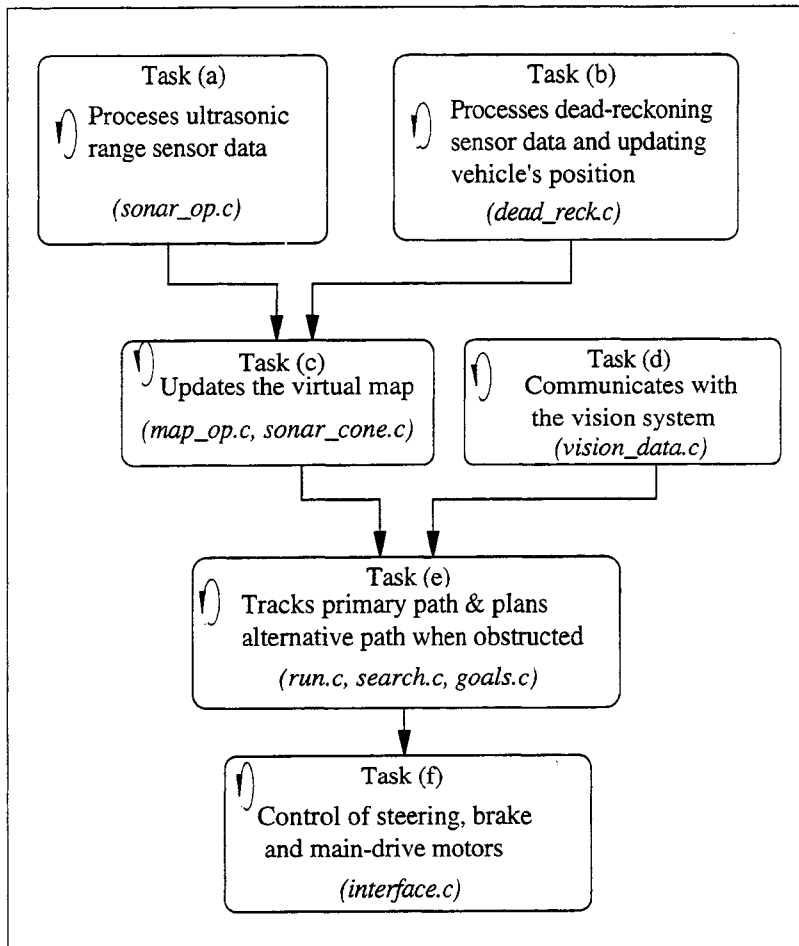 Task (a)
Proceses ultrasonic
range sensor data
(sonar_op.c)
Task (b)
Processes dead-reckoning
sensor data and updating
vehicle's position
(dead_reck.c)
Task (c)
Updates the virtual map
(map_op.c, sonar_cone.c)
Task (d)
Communicates with
the vision system
(vision_data.c)
Task (e)
Tracks primary path & plans
alternative path when obstructed
(run.c, search.c, goals.c)
Task (f)
Control of steering, brake
and main-drive motors
(interface.c)